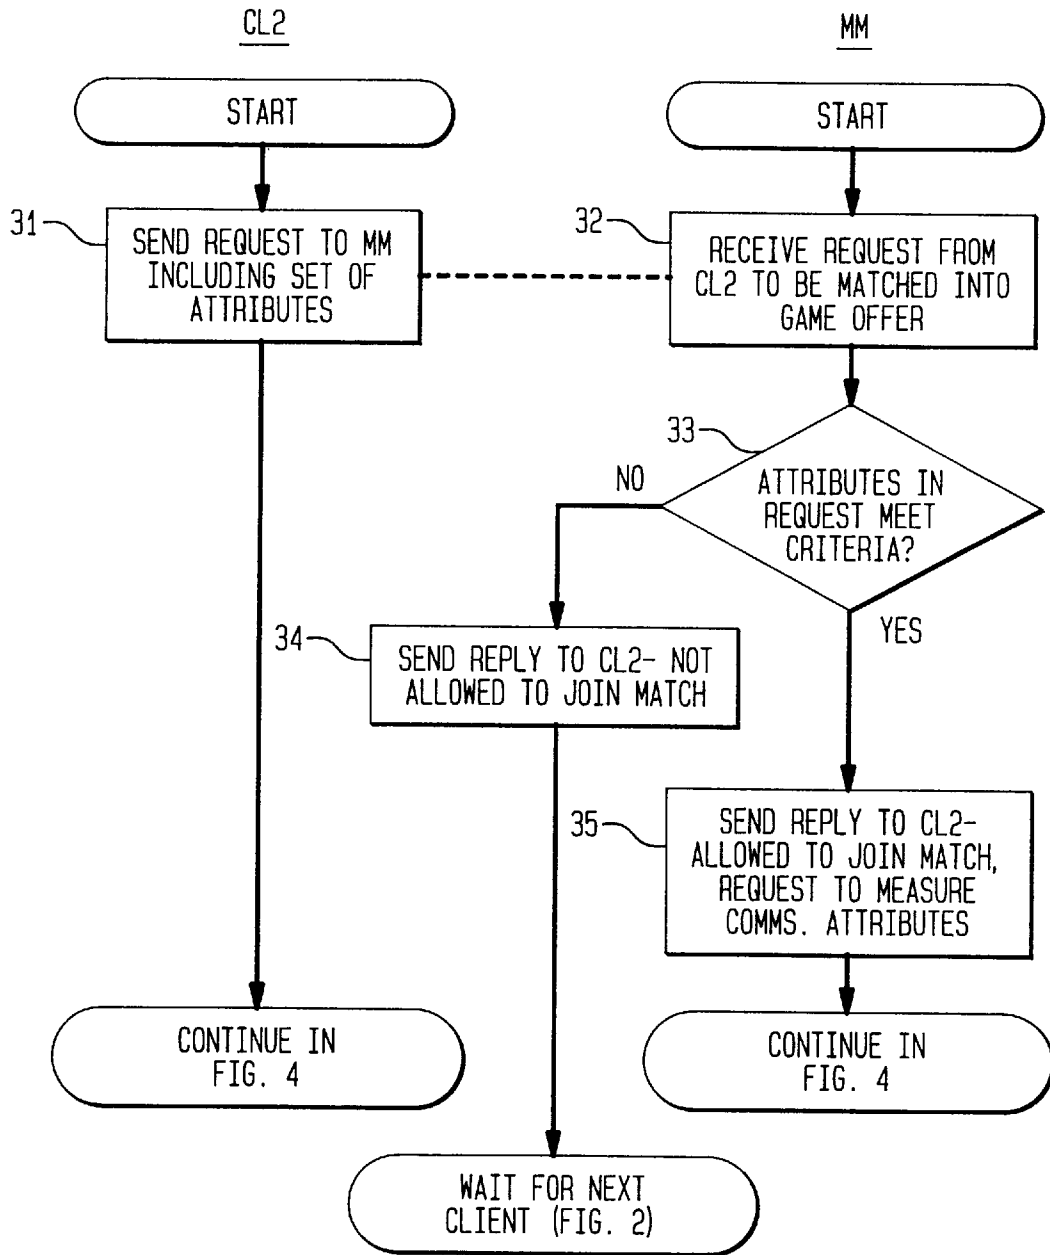 CL2
MM
START
START
31
SEND REQUEST TO MM
INCLUDING SET OF
ATTRIBUTES
32
RECEIVE REQUEST FROM
CL2 TO BE MATCHED INTO
GAME OFFER
33
ATTRIBUTES IN
REQUEST MEET
CRITERIA?
NO
YES
34
SEND REPLY TO CL2- NOT
ALLOWED TO JOIN MATCH
35
SEND REPLY TO CL2-
ALLOWED TO JOIN MATCH,
REQUEST TO MEASURE
COMMS. ATTRIBUTES
CONTINUE IN
FIG. 4
CONTINUE IN
FIG. 4
WAIT FOR NEXT
CLIENT (FIG. 2)